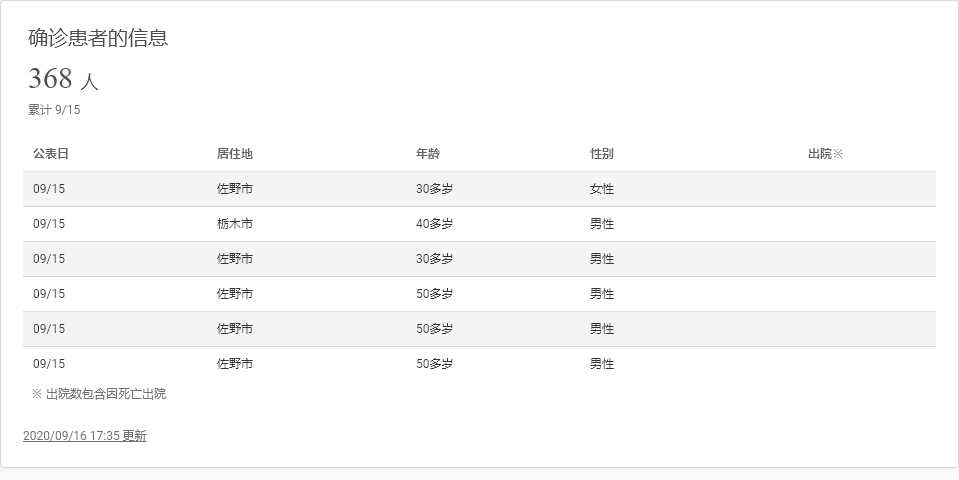 确诊患者的信息
368 人
累计 9/15
公表日 居住地 年龄 性别 出院※
09/15 佐野市 30多岁 女性
09/15 栃木市 40多岁 男性
09/15 佐野市 30多岁 男性
09/15 佐野市 50多岁 男性
09/15 佐野市 50多岁 男性
09/15 佐野市 50多岁 男性
※ 出院数包含因死亡出院
2020/09/16 17:35 更新